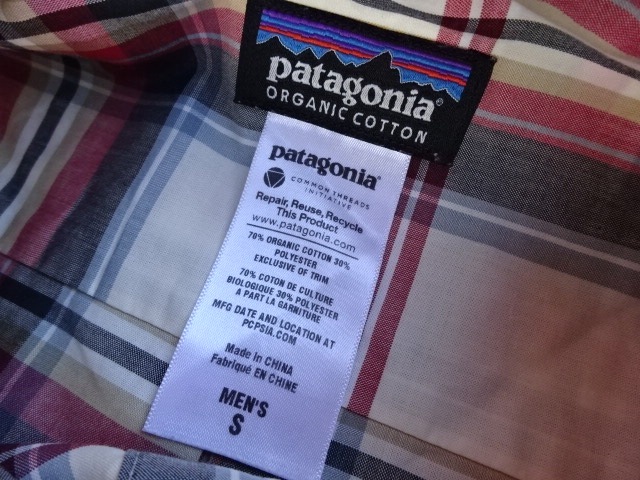 patagonia®
ORGANIC COTTON
patagonia®
COMMON THREADS
INITIATIVE
Repair, Reuse, Recycle
This Product
www.patagonia.com
70% ORGANIC COTTON 30%
POLYESTER
EXCLUSIVE OF TRIM
70% COTON DE CULTURE
BIOLOGIQUE 30% POLYESTER
A PART LA GARNITURE
MFG DATE AND LOCATION AT
PCPSIA.COM
Made in CHINA
Fabriqué EN CHINE
MEN'S
S